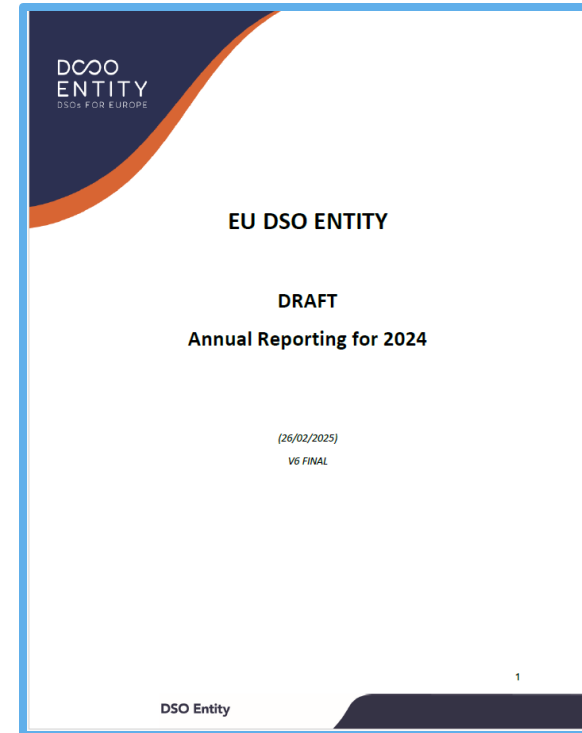 DSO
ENTITY
DSOs FOR EUROPE
EU DSO ENTITY
DRAFT
Annual Reporting for 2024
(26/02/2025)
V6 FINAL
1
DSO Entity